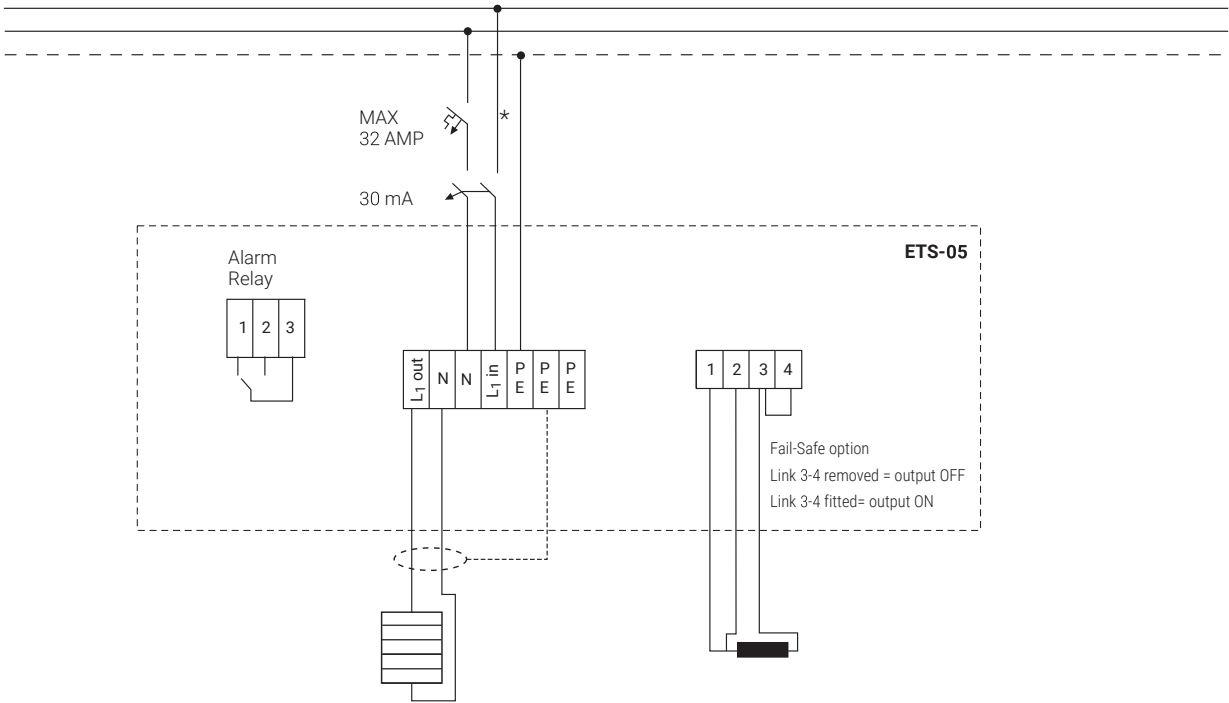 MAX
32 AMP
*
30 mA
ETS-05
Alarm
Relay
1 2 3
L1 out N N L1 in PE PE PE
1 2 3 4
Fail-Safe option
Link 3-4 removed = output OFF
Link 3-4 fitted= output ON